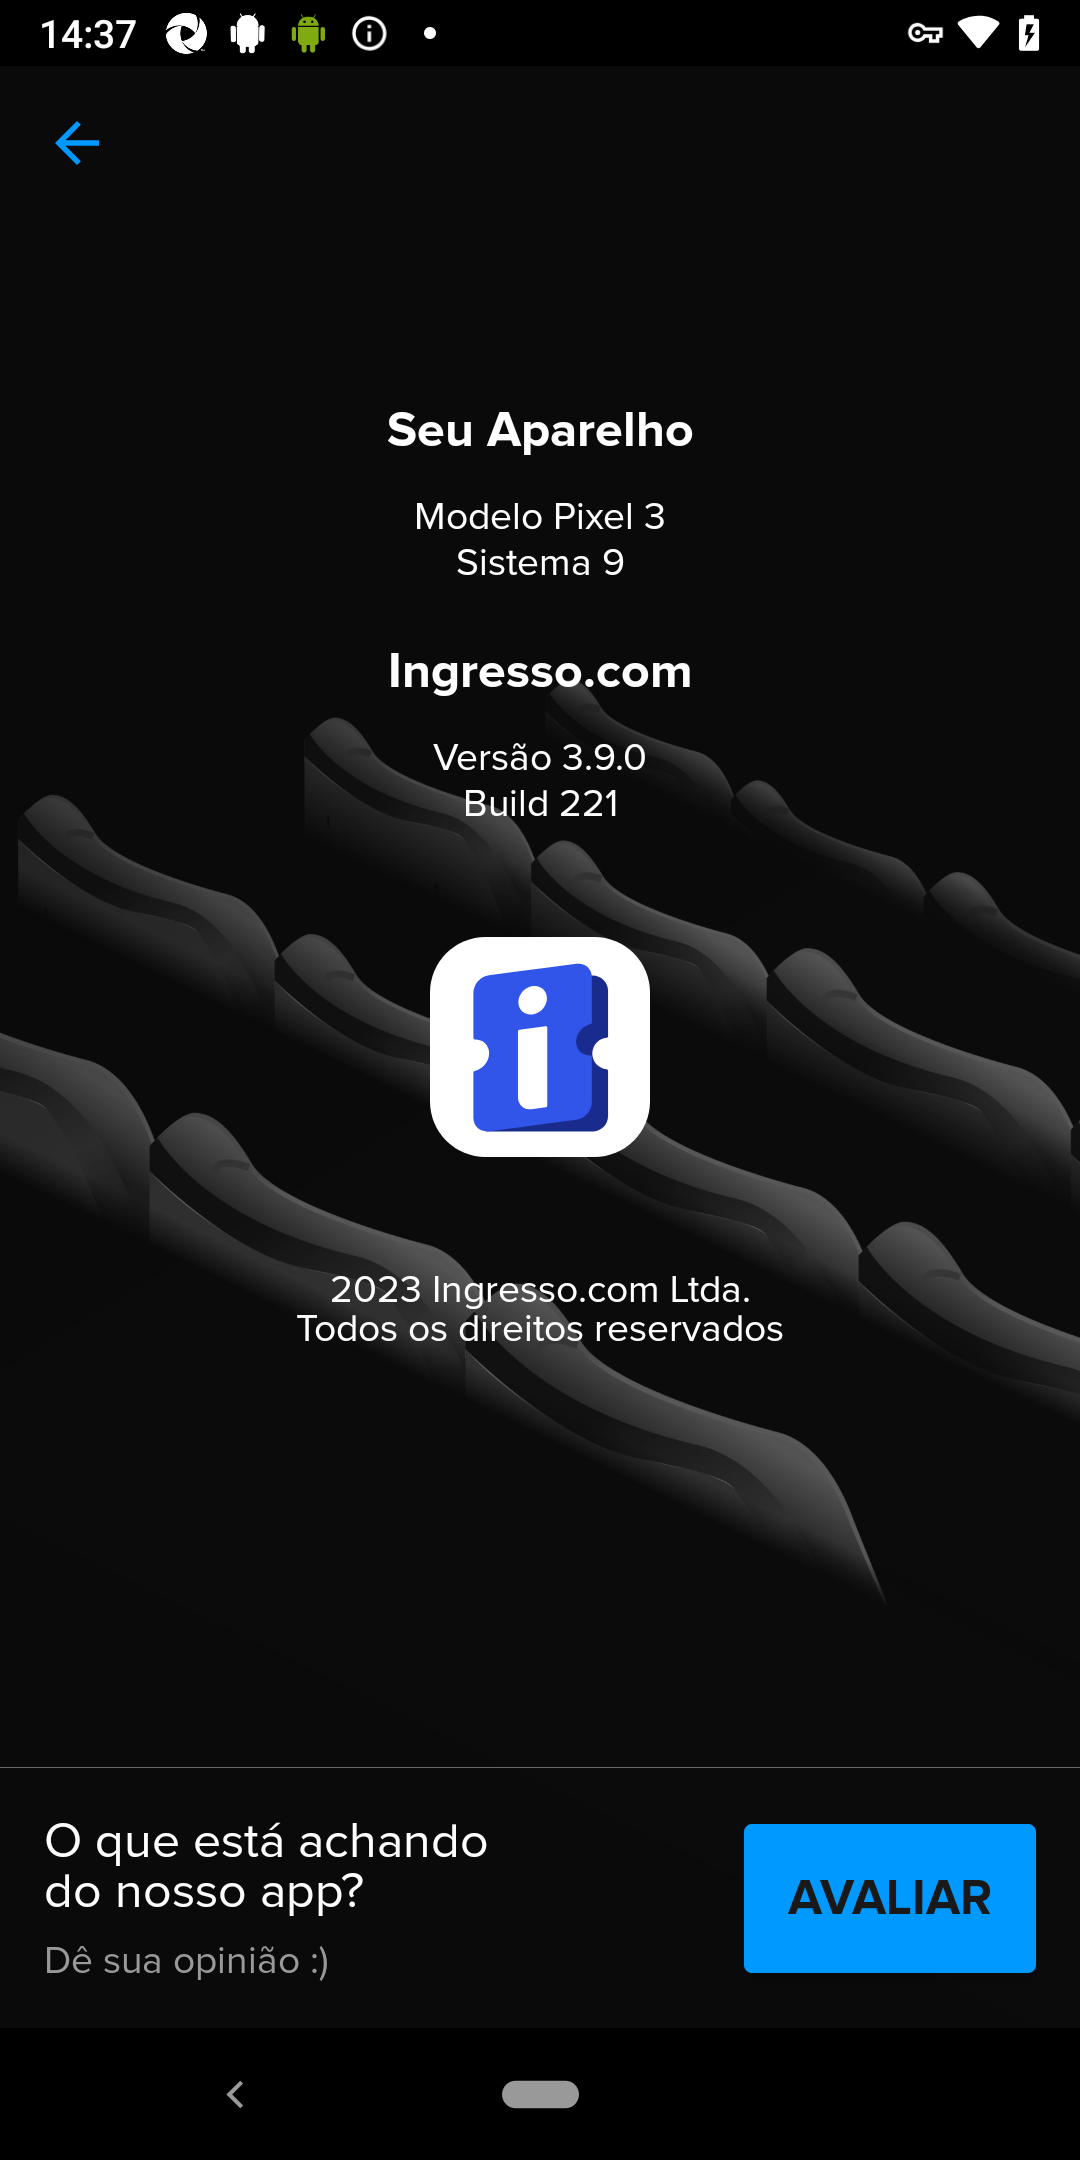 14:37
Seu Aparelho
Modelo Pixel 3
Sistema 9
Ingresso.com
Versão 3.9.0
Build 221
2023 Ingresso.com Ltda.
Todos os direitos reservados
O que está achando
do nosso app?
Dê sua opinião :)
AVALIAR